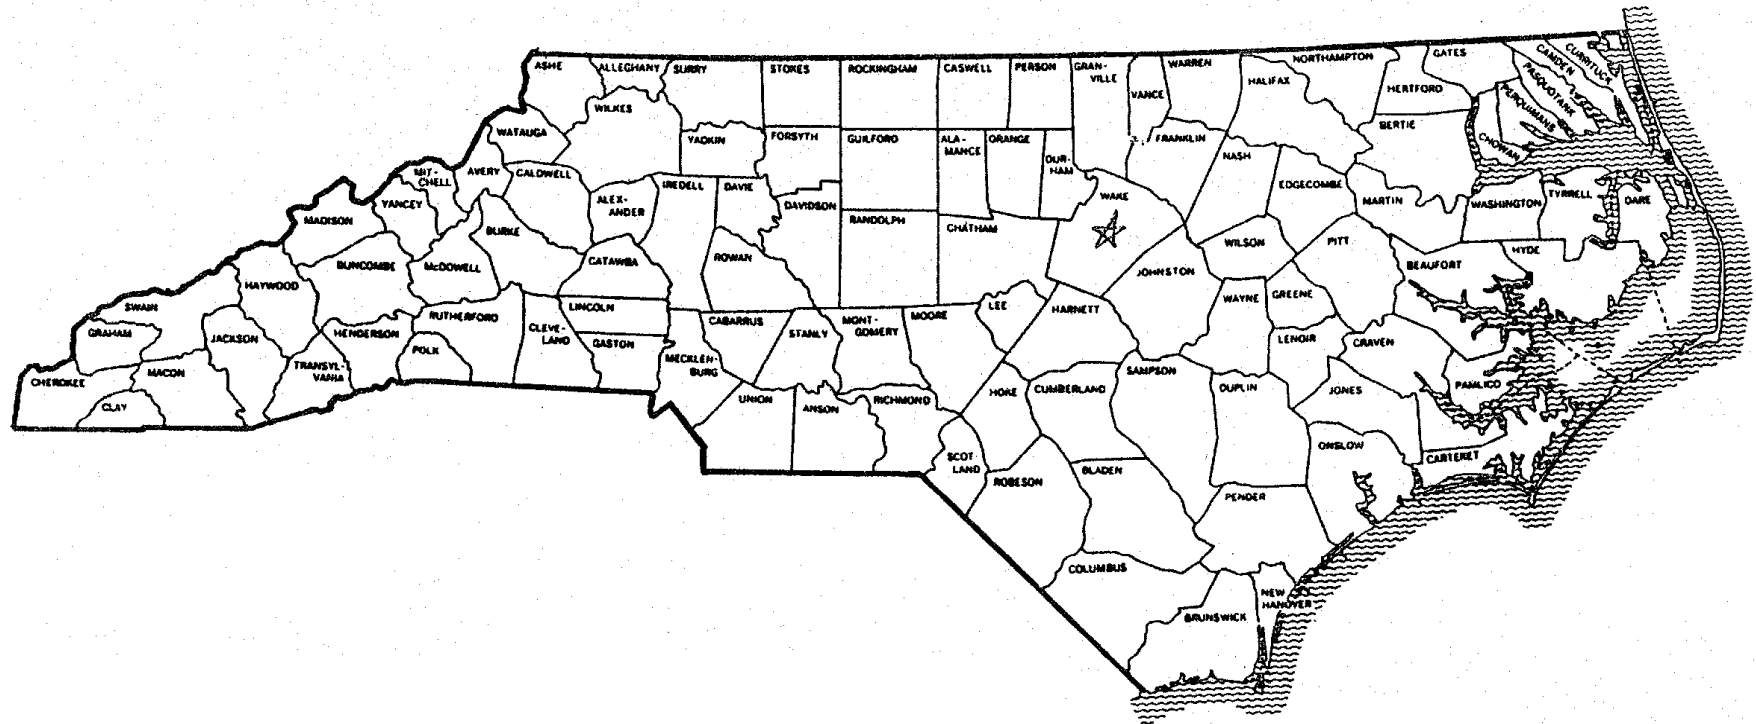 ASHE
ALLEGHANY
SURRY
STOKES
ROCKINGHAM
CASWELL
PERSON
GRAN-
VILLE
VANCE
WARREN
HALIFAX
NORTHAMPTON
GATES
HERTFORD
CURRITUCK
CAMDEN
PASQUOTANK
PERQUIMANS
CHOWAN
BERTIE
WATAUGA
WILKES
YADKIN
FORSYTH
GUILFORD
ALA-
MANCE
ORANGE
DUR-
HAM
FRANKLIN
NASH
EDGECOMBE
MARTIN
WASHINGTON
TYRRELL
DARE
MIT-
CHELL
AVERY
CALDWELL
ALEX-
ANDER
IREDELL
DAVIE
DAVIDSON
RANDOLPH
CHATHAM
WAKE
WILSON
PITT
BEAUFORT
HYDE
MADISON
YANCEY
BURKE
McDOWELL
CATAWBA
ROWAN
JOHNSTON
BUNCOMBE
HAYWOOD
SWAIN
GRAHAM
JACKSON
HENDERSON
RUTHERFORD
POLK
CLEVE-
LAND
LINCOLN
GASTON
MECKLEN-
BURG
CABARRUS
STANLY
MONT-
GOMERY
MOORE
LEE
HARNETT
WAYNE
GREENE
LENOIR
CRAVEN
PAMLICO
CHEROKEE
CLAY
MACON
TRANSYL-
VANIA
UNION
ANSON
RICHMOND
HOKE
CUMBERLAND
SAMPSON
DUPLIN
JONES
ONSLOW
CARTERET
SCOT
LAND
ROBESON
BLADEN
PENDER
COLUMBUS
BRUNSWICK
NEW
HANOVER